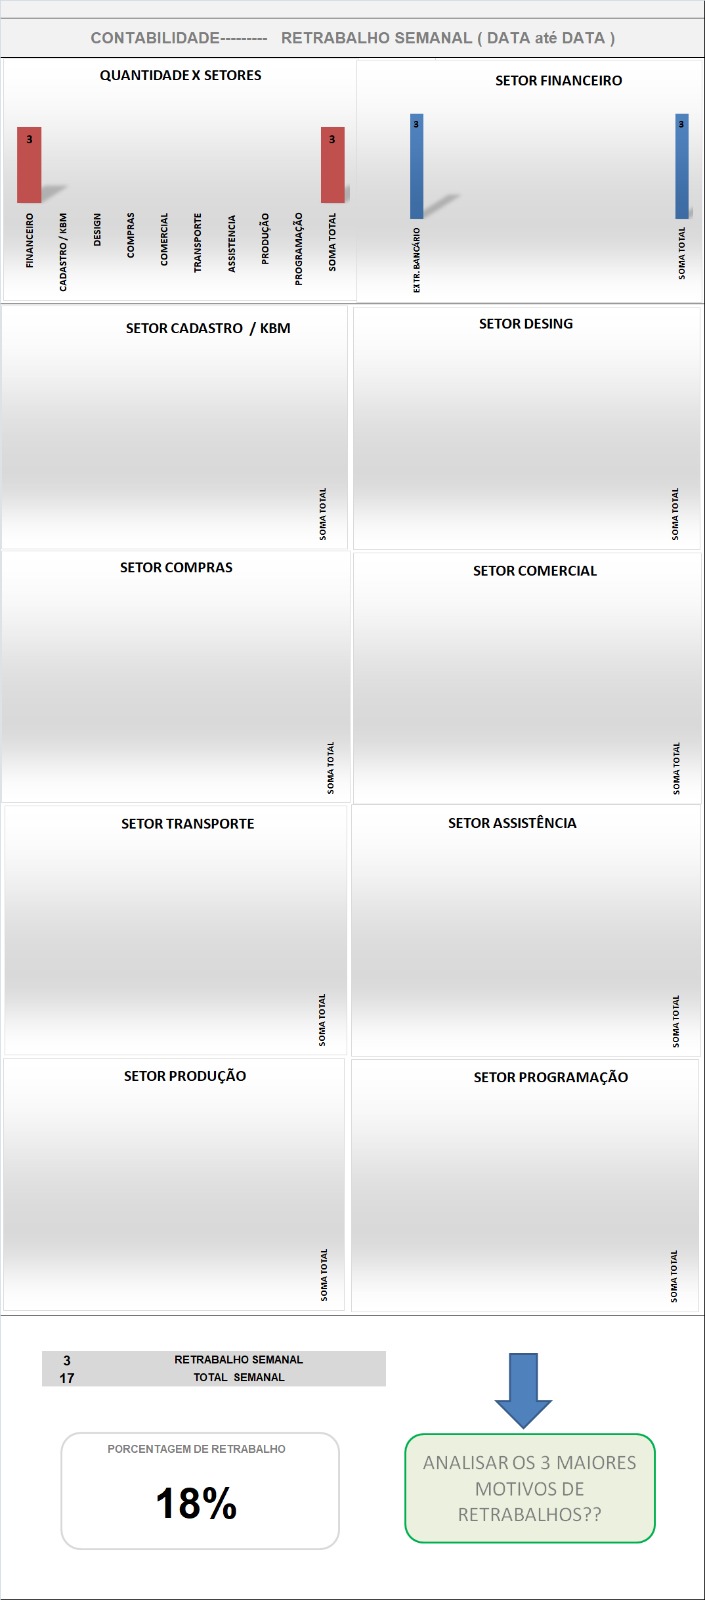 CONTABILIDADE--------- RETRABALHO SEMANAL ( DATA até DATA )
QUANTIDADE X SETORES
3
3
FINANCEIRO
CADASTRO / KBM
DESIGN
COMPRAS
COMERCIAL
TRANSPORTE
ASSISTENCIA
PRODUÇÃO
PROGRAMAÇÃO
SOMA TOTAL
SETOR FINANCEIRO
3
3
EXTR. BANCÁRIO
SOMA TOTAL
SETOR CADASTRO / KBM
SOMA TOTAL
SETOR DESING
SOMA TOTAL
SETOR COMPRAS
SOMA TOTAL
SETOR COMERCIAL
SOMA TOTAL
SETOR TRANSPORTE
SOMA TOTAL
SETOR ASSISTÊNCIA
SOMA TOTAL
SETOR PRODUÇÃO
SOMA TOTAL
SETOR PROGRAMAÇÃO
SOMA TOTAL
3 RETRABALHO SEMANAL
17 TOTAL SEMANAL
PORCENTAGEM DE RETRABALHO
18%
ANALISAR OS 3 MAIORES
MOTIVOS DE
RETRABALHOS??